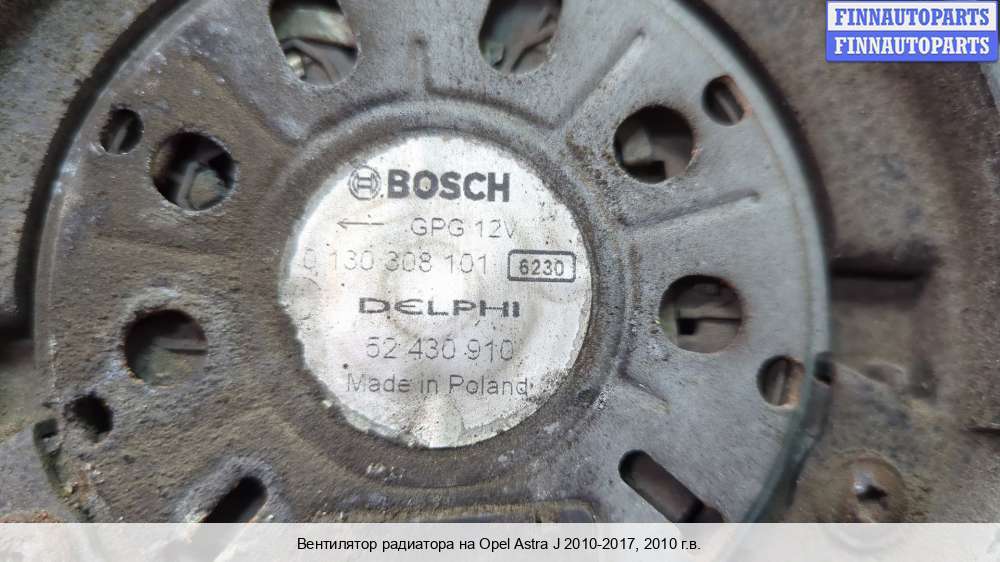 FINNAUTOPARTS
FINNAUTOPARTS
BOSCH
GPG 12V
0 130 308 101 6230
DELPHI
52 430 910
Made in Poland
Вентилятор радиатора на Opel Astra J 2010-2017, 2010 г.в.